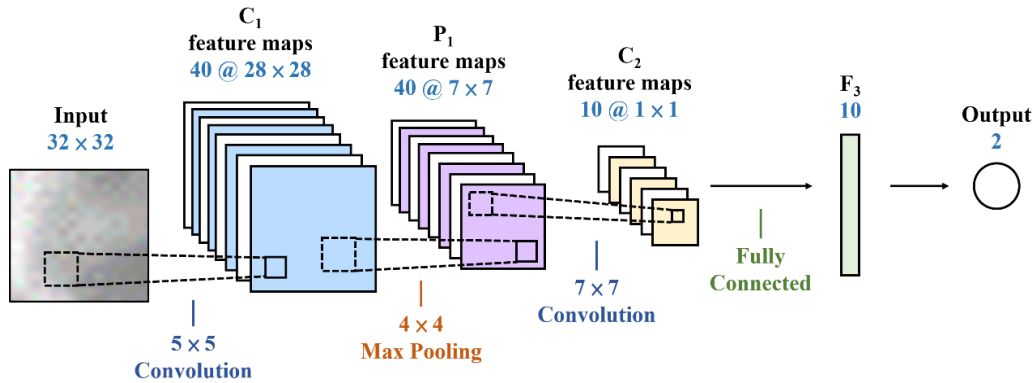 Input
32 × 32
C₁
feature maps
40 @ 28 × 28
P₁
feature maps
40 @ 7 × 7
C₂
feature maps
10 @ 1 × 1
F₃
10
Output
2
5 × 5
Convolution
4 × 4
Max Pooling
7 × 7
Convolution
Fully
Connected